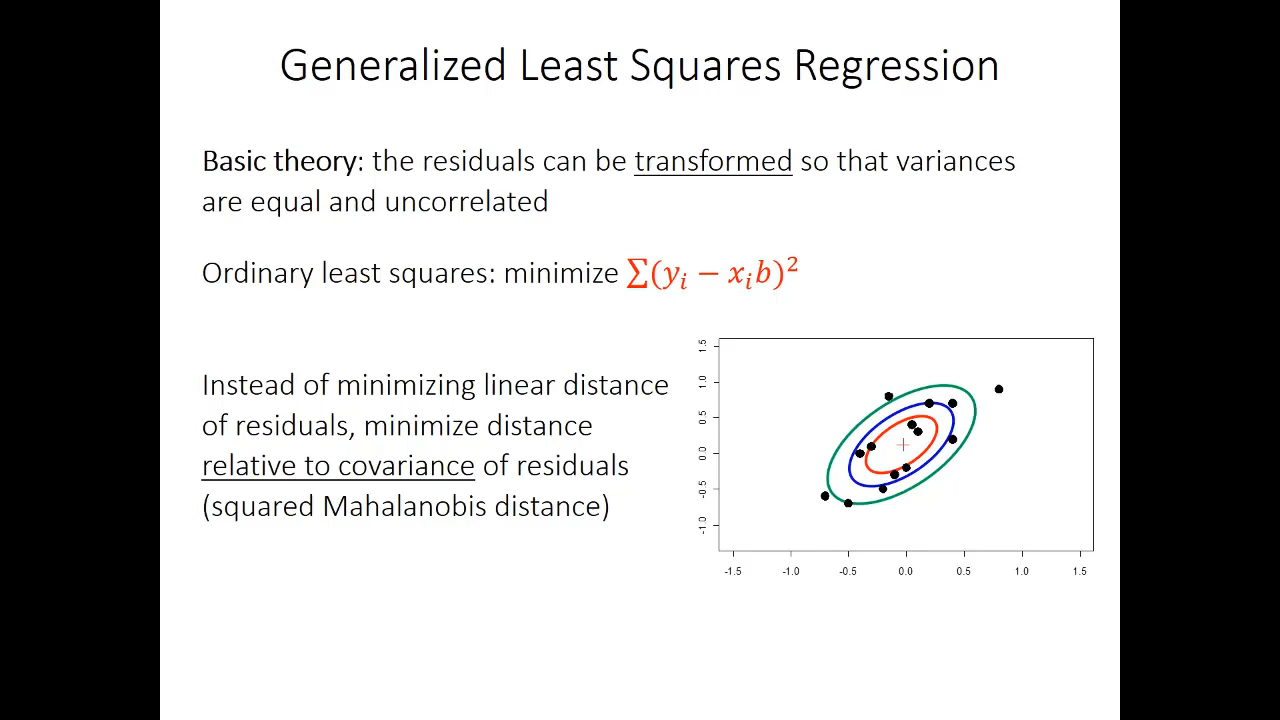 Generalized Least Squares Regression
Basic theory: the residuals can be transformed so that variances
are equal and uncorrelated
Ordinary least squares: minimize ∑(yᵢ − xᵢb)²
Instead of minimizing linear distance
of residuals, minimize distance
relative to covariance of residuals
(squared Mahalanobis distance)
1.5
1.0
0.5
0.0
-0.5
-1.0
-1.5 -1.0 -0.5 0.0 0.5 1.0 1.5